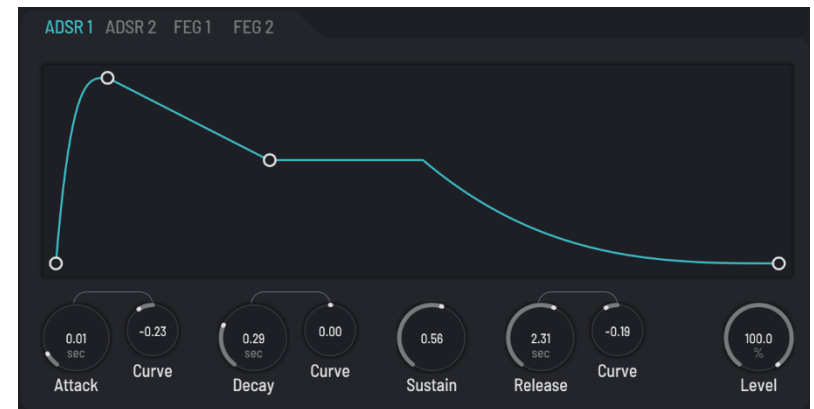 ADSR 1 ADSR 2 FEG 1 FEG 2
0.01 -0.23 0.29 0.00 0.56 2.31 -0.19 100.0
sec sec sec %
Attack Curve Decay Curve Sustain Release Curve Level